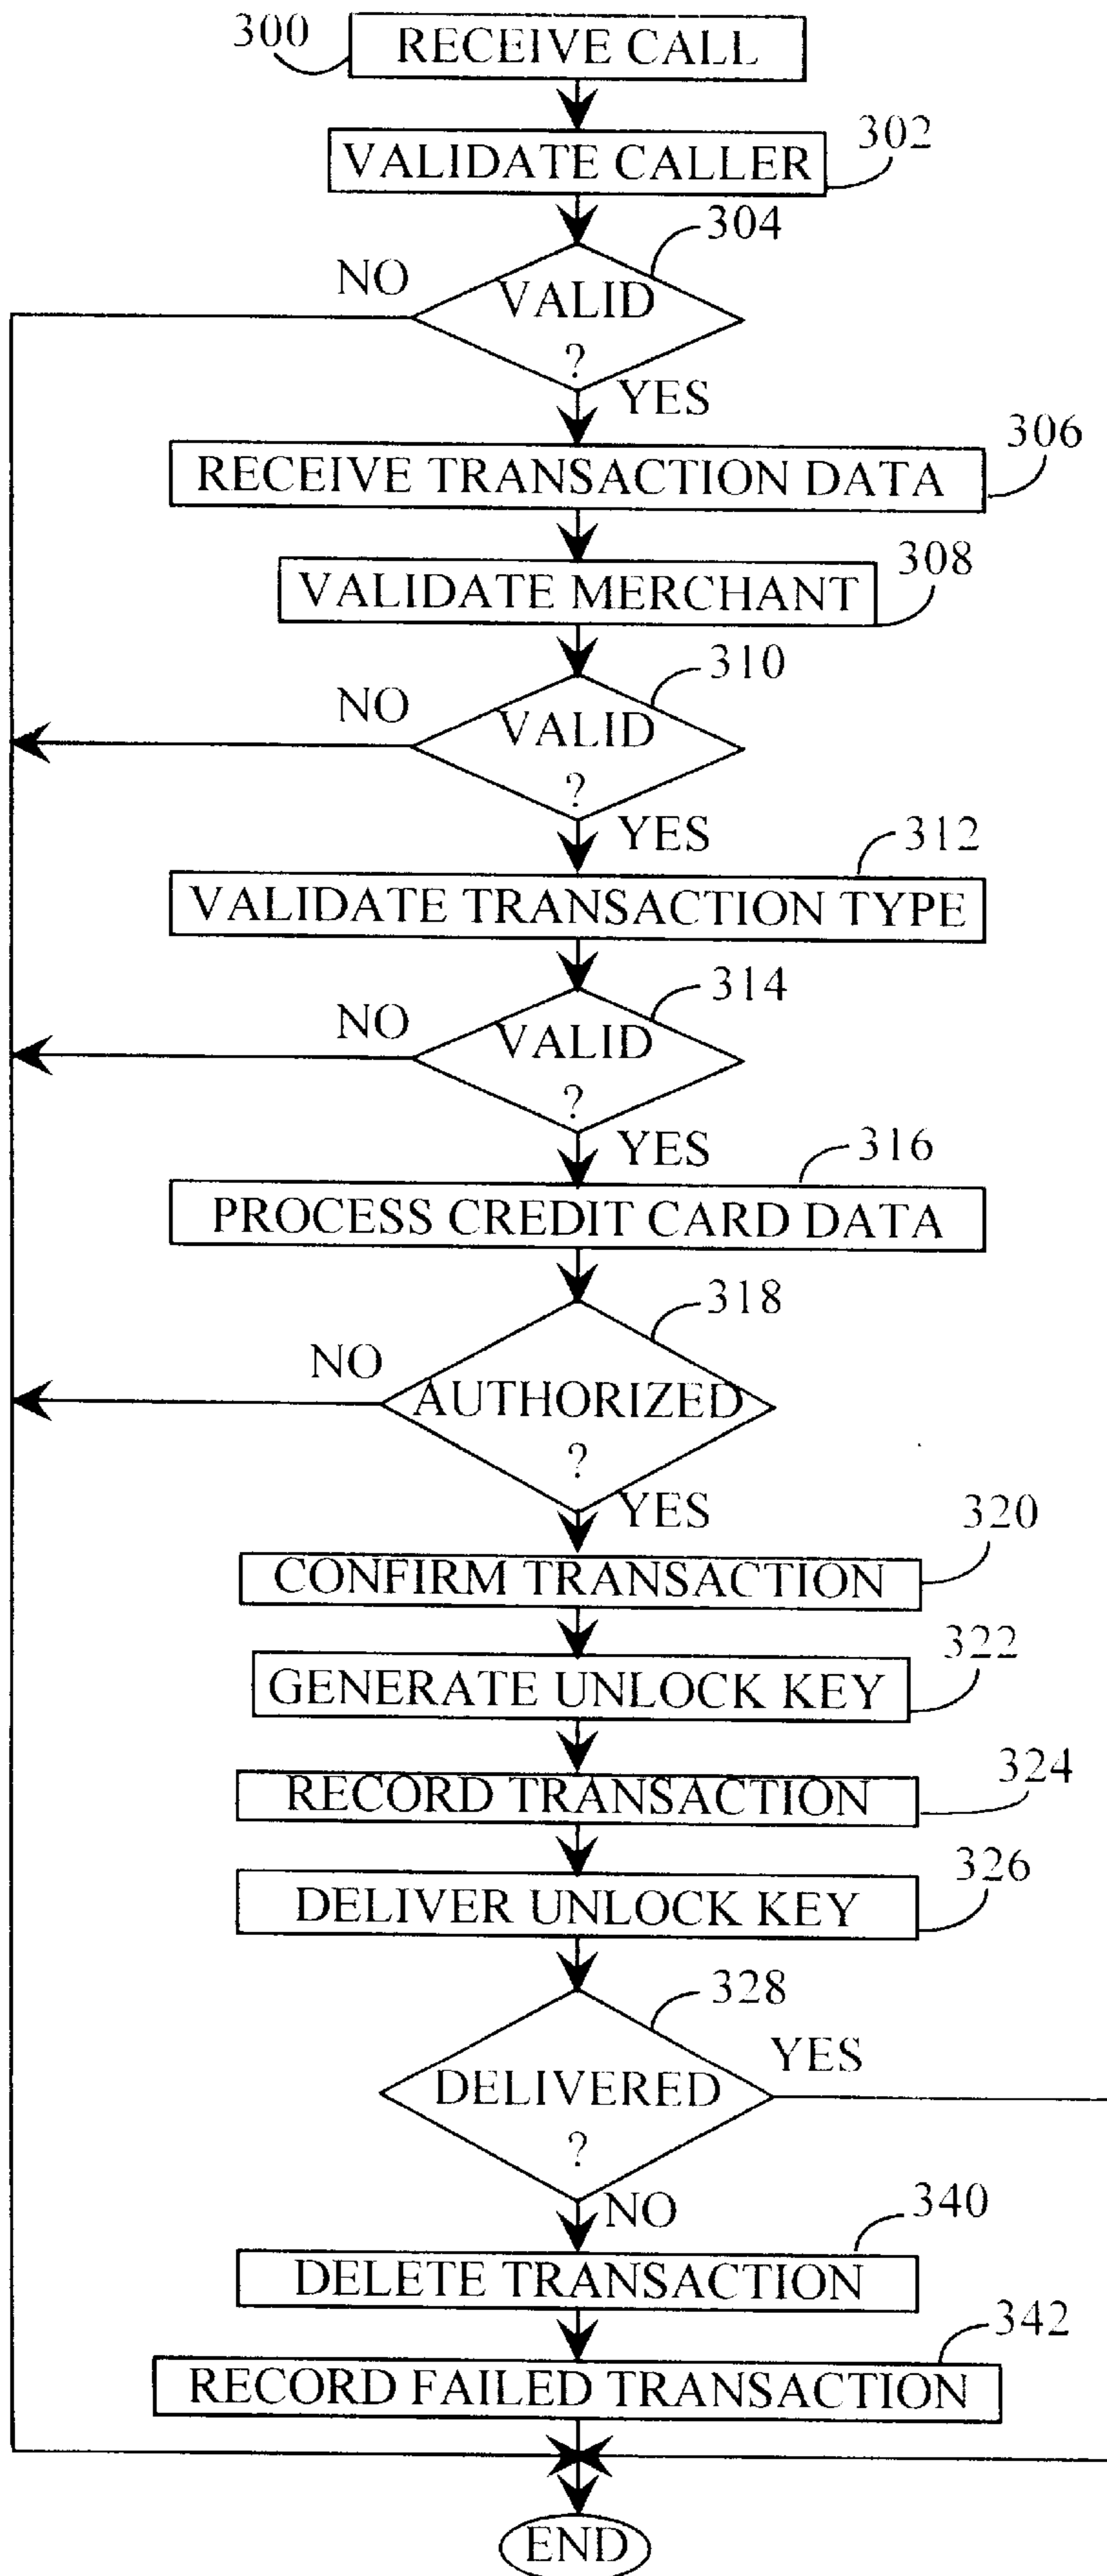 300
RECEIVE CALL
VALIDATE CALLER
302
304
NO
VALID
?
YES
306
RECEIVE TRANSACTION DATA
308
VALIDATE MERCHANT
310
NO
VALID
?
YES
312
VALIDATE TRANSACTION TYPE
314
NO
VALID
?
YES
316
PROCESS CREDIT CARD DATA
318
NO
AUTHORIZED
?
YES
320
CONFIRM TRANSACTION
322
GENERATE UNLOCK KEY
324
RECORD TRANSACTION
326
DELIVER UNLOCK KEY
328
YES
DELIVERED
?
NO
340
DELETE TRANSACTION
342
RECORD FAILED TRANSACTION
END